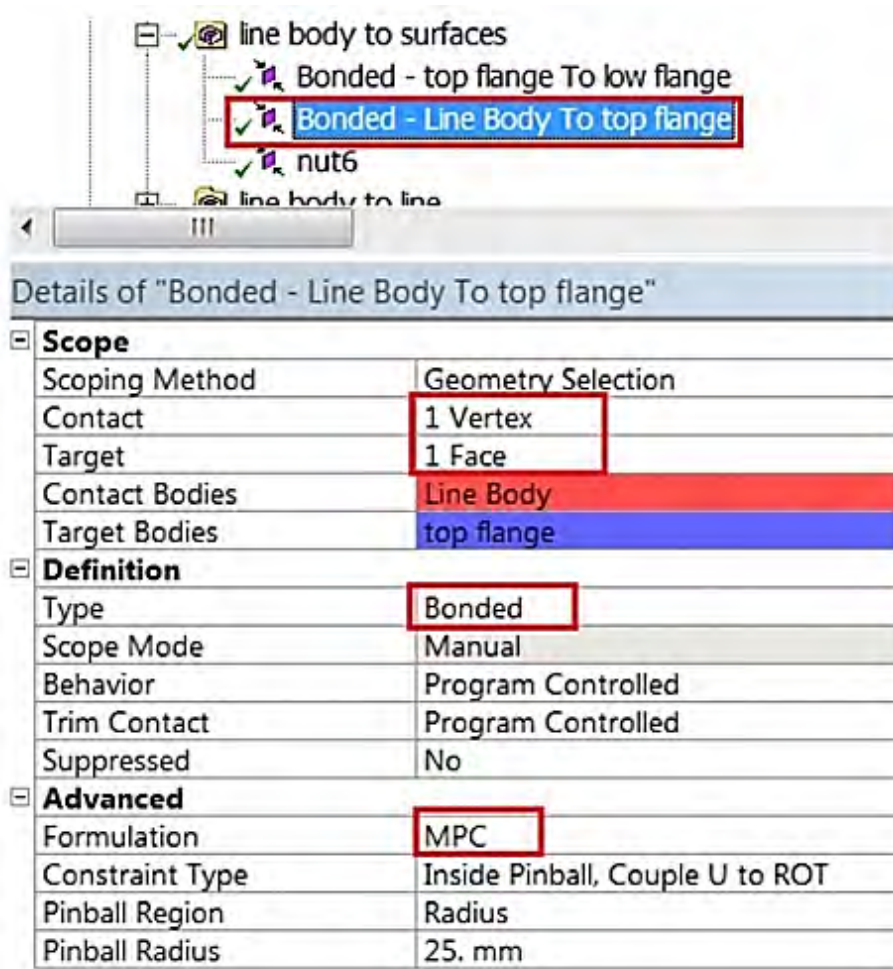 line body to surfaces
Bonded - top flange To low flange
Bonded - Line Body To top flange
nut6
line body to line
Details of "Bonded - Line Body To top flange"
Scope
Scoping Method Geometry Selection
Contact 1 Vertex
Target 1 Face
Contact Bodies Line Body
Target Bodies top flange
Definition
Type Bonded
Scope Mode Manual
Behavior Program Controlled
Trim Contact Program Controlled
Suppressed No
Advanced
Formulation MPC
Constraint Type Inside Pinball, Couple U to ROT
Pinball Region Radius
Pinball Radius 25. mm